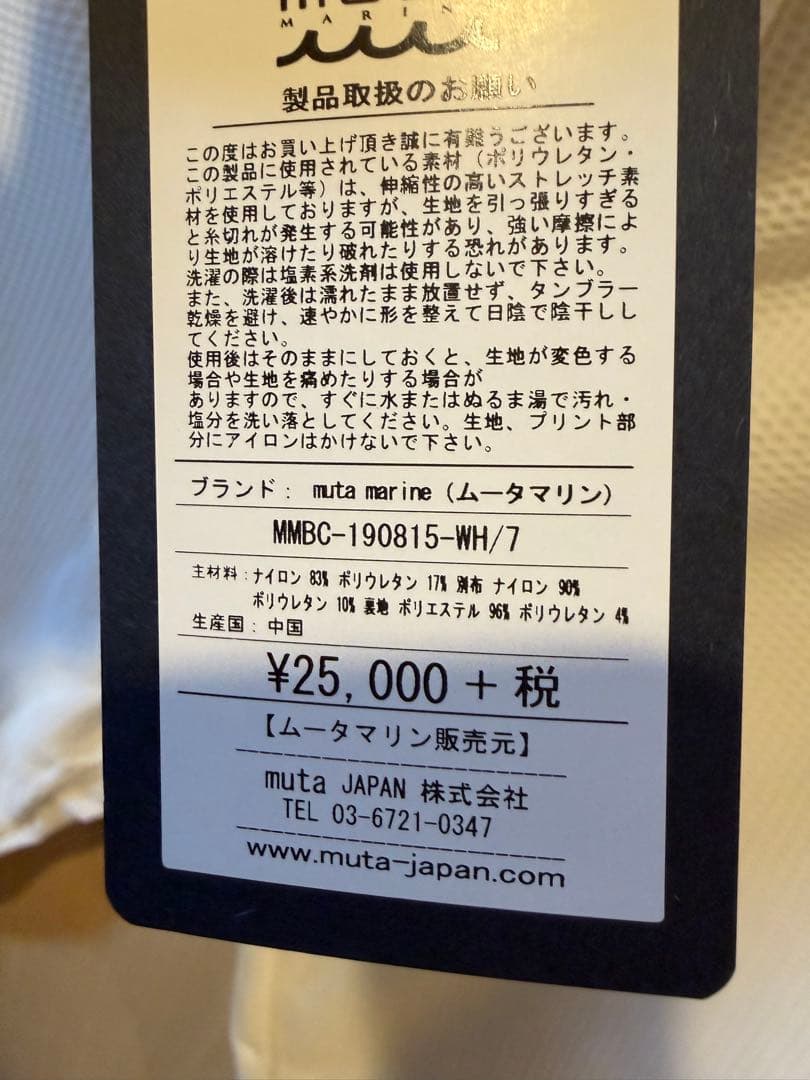 MARIN
製品取扱のお願い
この度はお買い上げ頂き誠に有難うございます。
この製品に使用されている素材（ポリウレタン・
ポリエステル等）は、伸縮性の高いストレッチ素
材を使用しておりますが、生地を引っ張りすぎる
と糸切れが発生する可能性があり、強い摩擦によ
り生地が溶けたり破れたりする恐れがあります。
洗濯の際は塩素系洗剤は使用しないで下さい。
また、洗濯後は濡れたまま放置せず、タンブラー
乾燥を避け、速やかに形を整えて日陰で陰干しし
てください。
使用後はそのままにしておくと、生地が変色する
場合や生地を痛めたりする場合が
ありますので、すぐに水またはぬるま湯で汚れ・
塩分を洗い落としてください。生地、プリント部
分にアイロンはかけないで下さい。
ブランド： muta marine（ムータマリン）
MMBC-190815-WH/7
主材料：ナイロン 83% ポリウレタン 17% 別布 ナイロン 90%
ポリウレタン 10% 裏地 ポリエステル 96% ポリウレタン 4%
生産国：中国
¥25,000＋税
【ムータマリン販売元】
muta JAPAN 株式会社
TEL 03-6721-0347
www.muta-japan.com